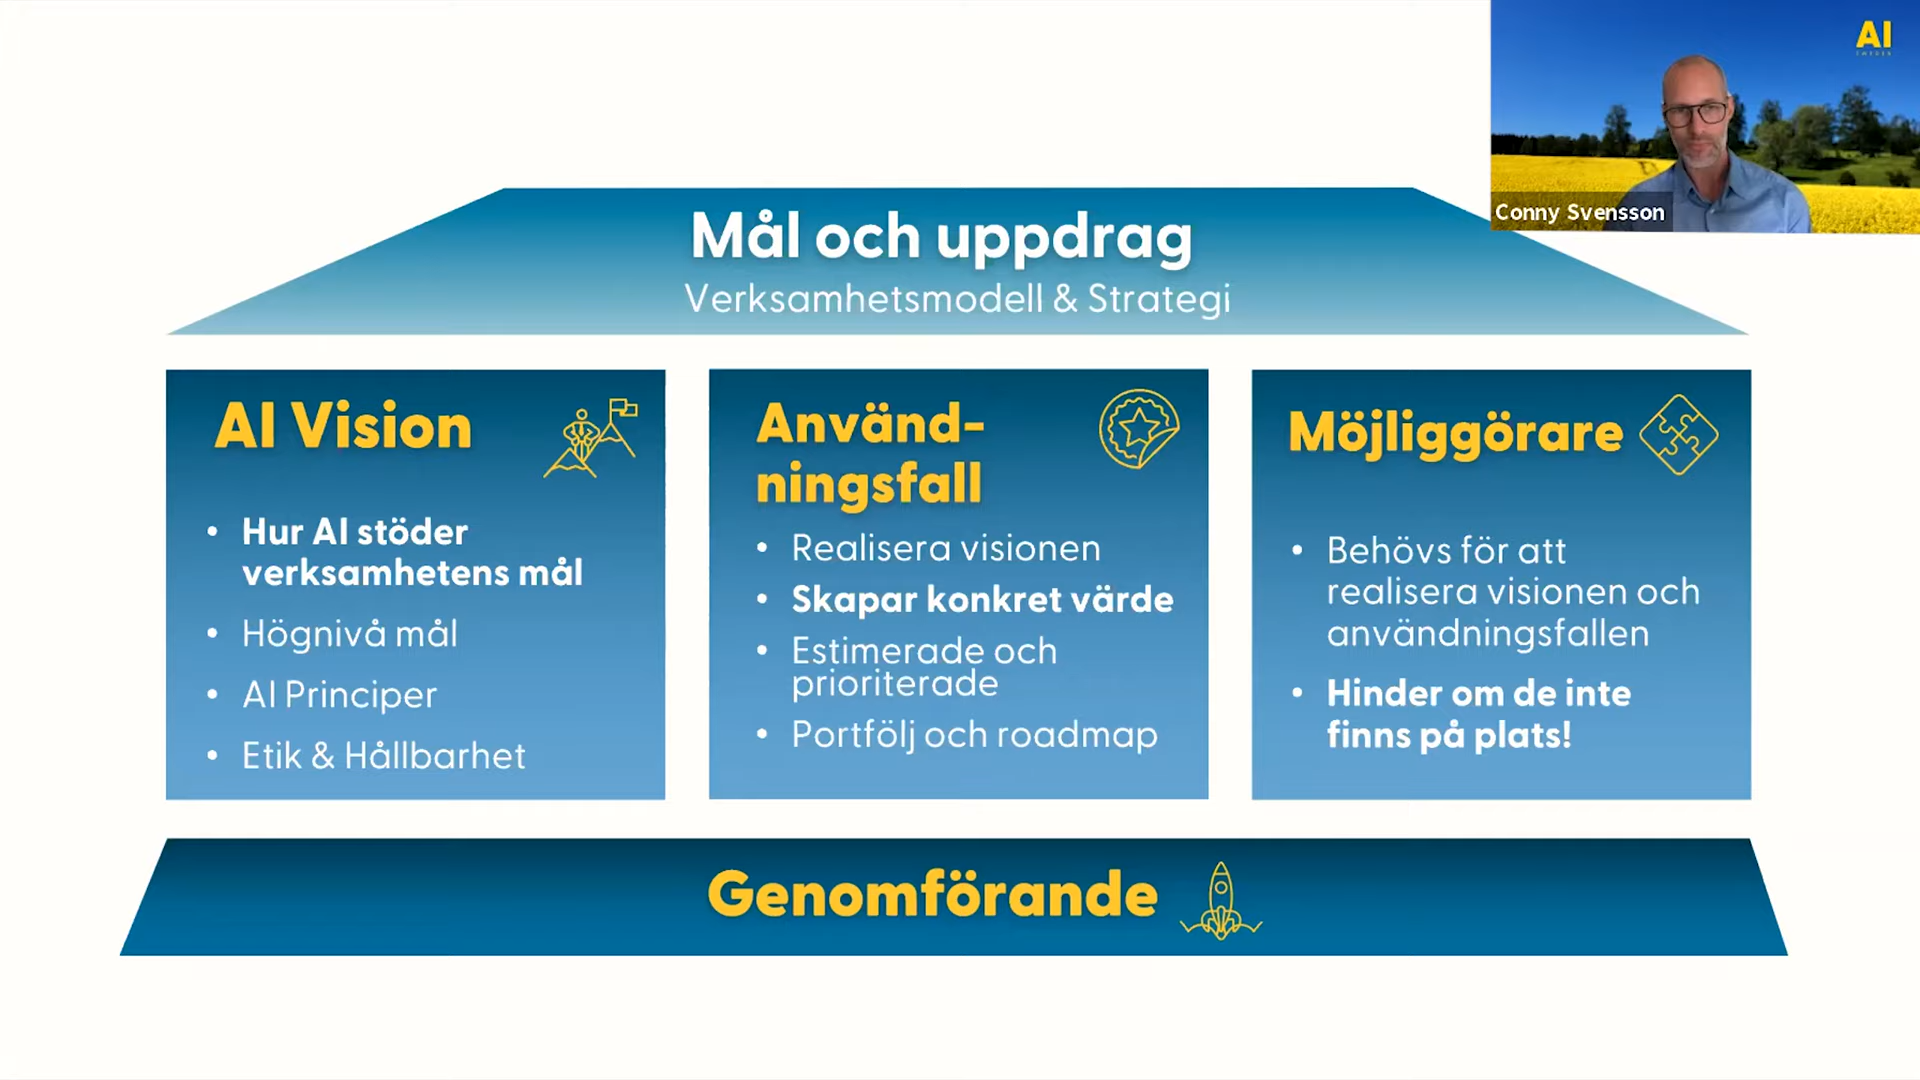 AI
Conny Svensson
Mål och uppdrag
Verksamhetsmodell & Strategi
AI Vision
• Hur AI stöder
verksamhetens mål
• Högnivå mål
• AI Principer
• Etik & Hållbarhet
Använd-
ningsfall
• Realisera visionen
• Skapar konkret värde
• Estimerade och
prioriterade
• Portfölj och roadmap
Möjliggörare
• Behövs för att
realisera visionen och
användningsfallen
• Hinder om de inte
finns på plats!
Genomförande